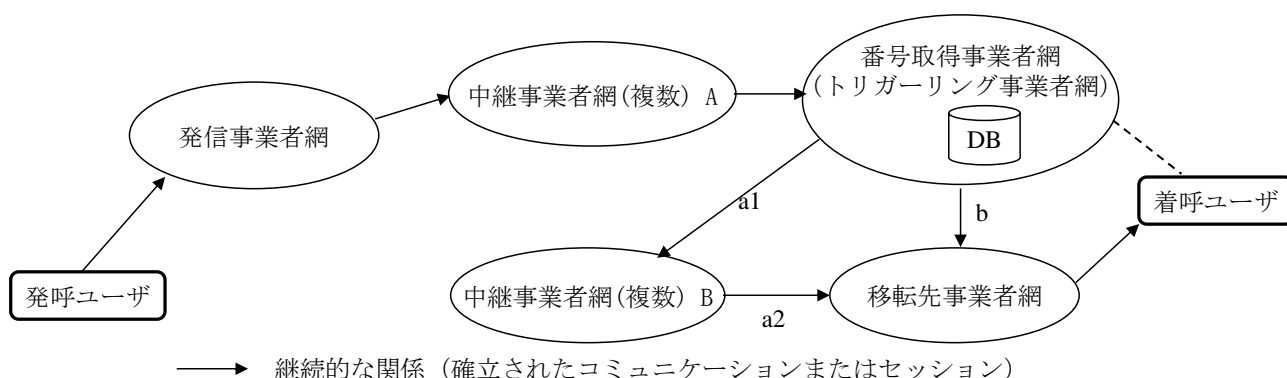 番号取得事業者網
(トリガーリング事業者網)
DB
中継事業者網(複数) A
発信事業者網
a1
b
着呼ユーザ
発呼ユーザ
中継事業者網(複数) B
a2
移転先事業者網
継続的な関係（確立されたコミュニケーションまたはセッション）